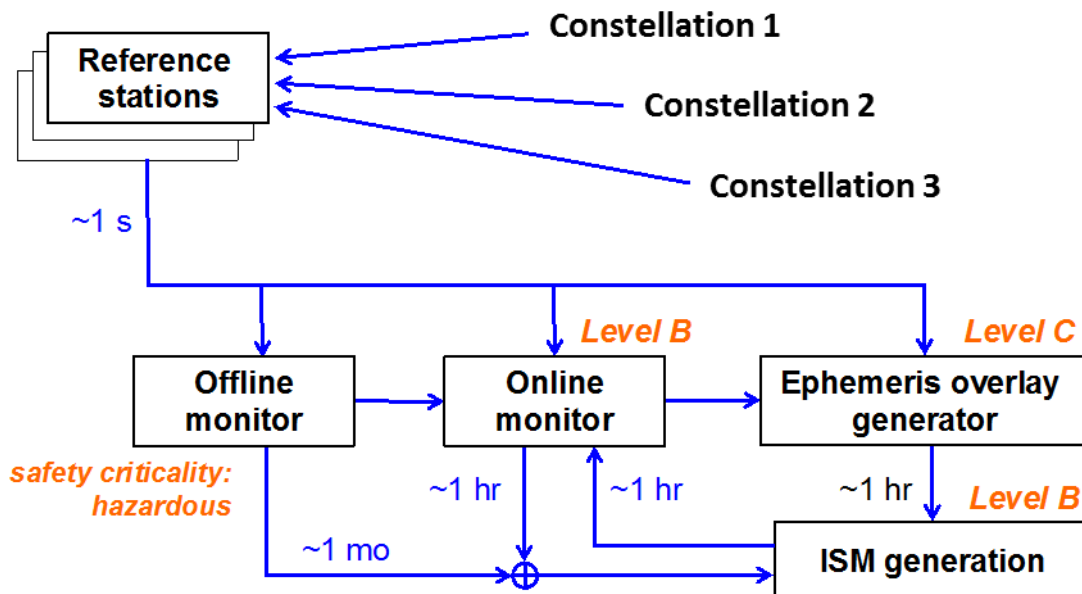 Constellation 1
Reference
stations
Constellation 2
Constellation 3
~1 s
Level B
Level C
Offline
monitor
Online
monitor
Ephemeris overlay
generator
safety criticality:
hazardous
~1 hr
~1 hr
~1 hr
Level B
~1 mo
ISM generation